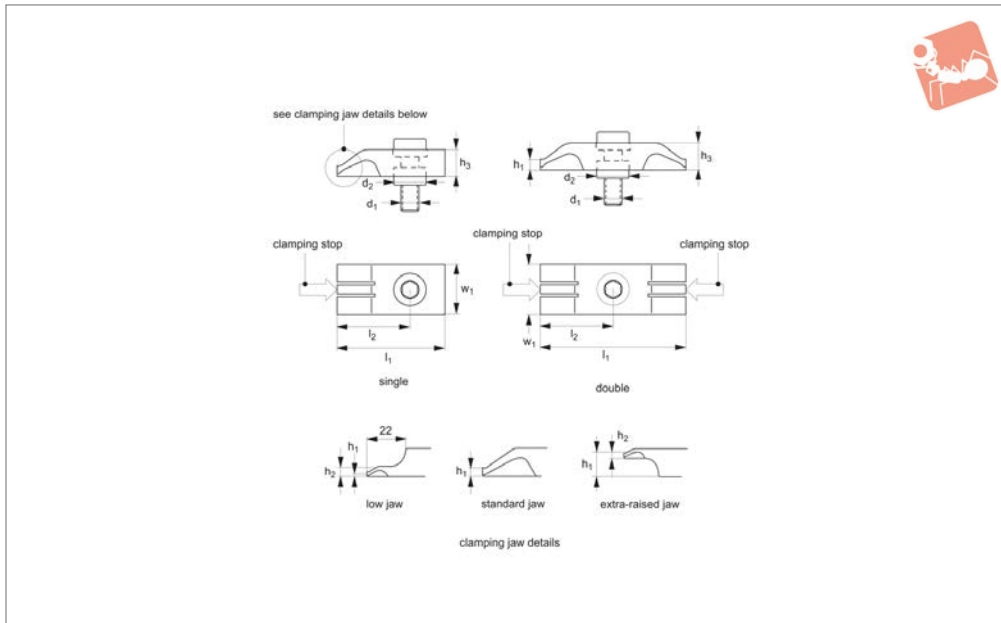 see clamping jaw details below
h3
d2
d1
h1
h3
d2
d1
clamping stop
clamping stop
clamping stop
w1
l2
l1
single
w1
l2
l1
double
22
h1
h2
low jaw
h1
standard jaw
h2
h1
extra-raised jaw
clamping jaw details